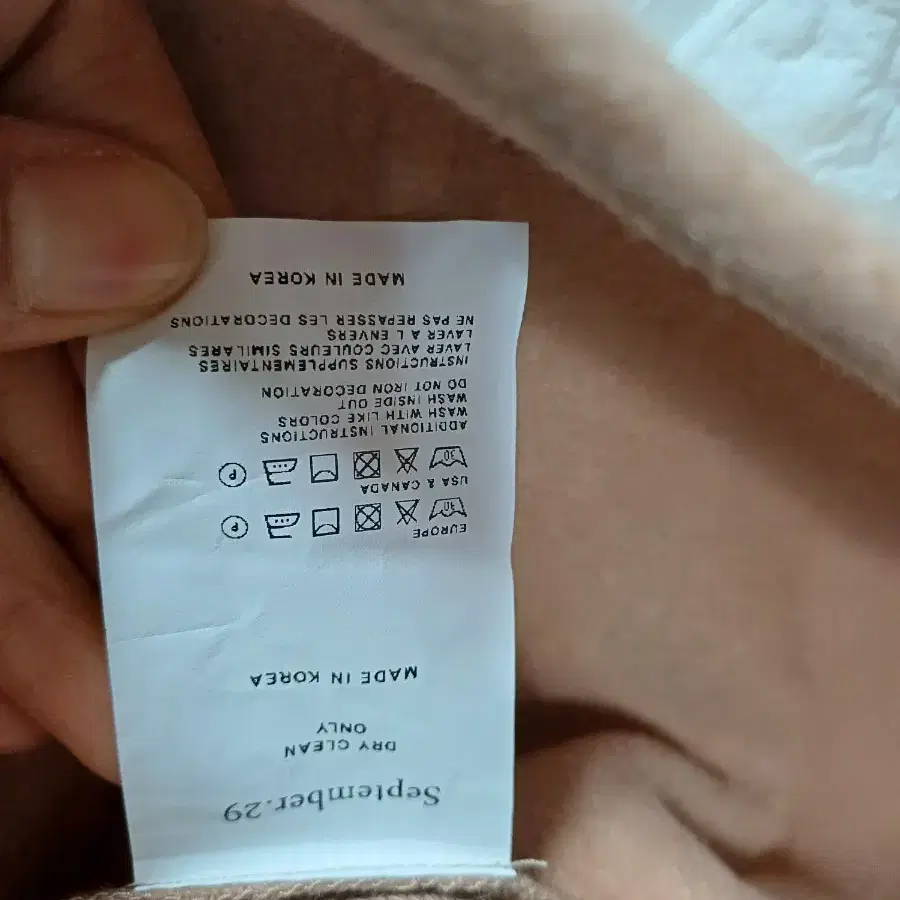 September.29
DRY CLEAN
ONLY
MADE IN KOREA
EUROPE
30 P
USA & CANADA
30 P
ADDITIONAL INSTRUCTIONS
WASH WITH LIKE COLORS
WASH INSIDE OUT
DO NOT IRON DECORATION
INSTRUCTIONS SUPPLEMENTAIRES
LAVER AVEC COULEURS SIMILARES
LAVER A L ENVERS
NE PAS REPASSER LES DECORATIONS
MADE IN KOREA